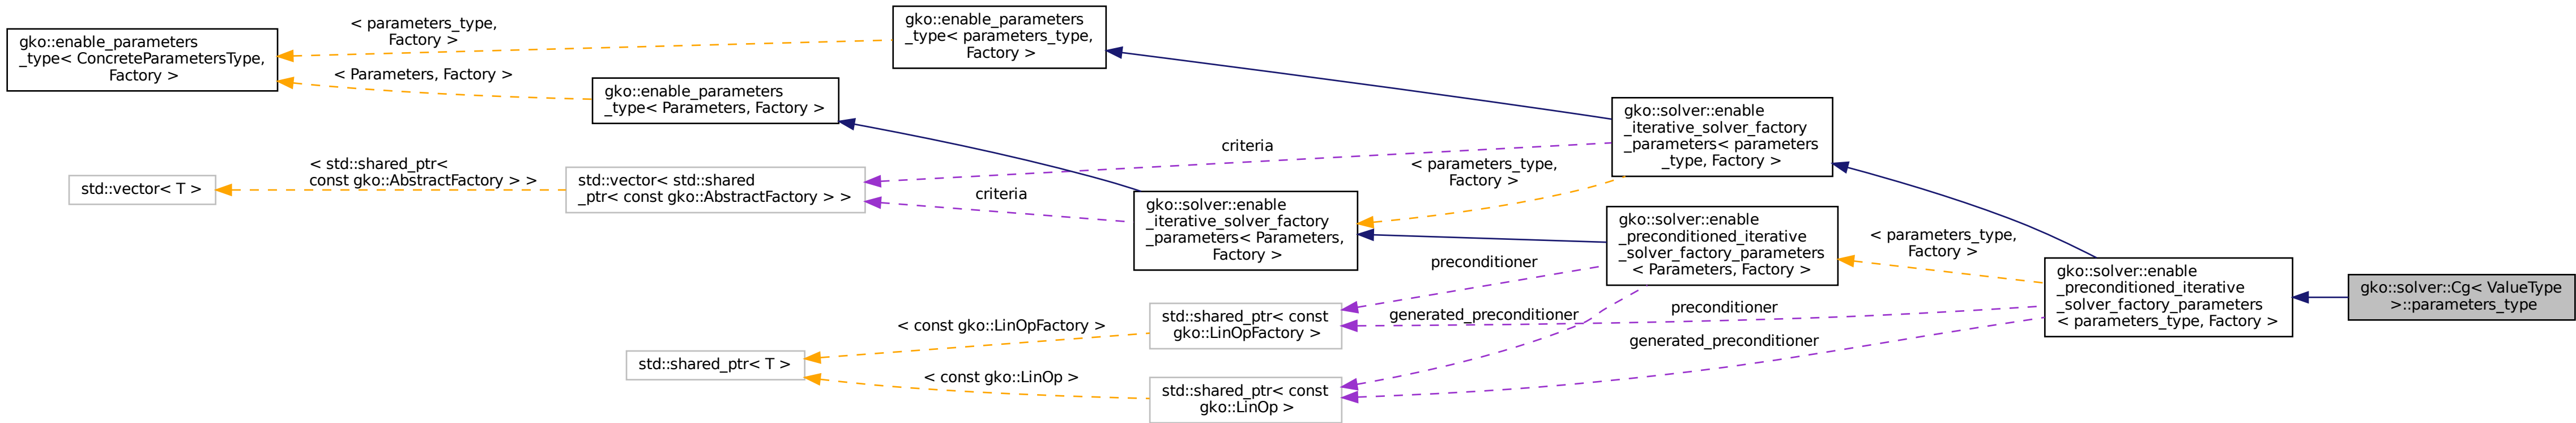 gko::enable_parameters
_type< ConcreteParametersType,
Factory >
< parameters_type,
Factory >
< Parameters, Factory >
gko::enable_parameters
_type< parameters_type,
Factory >
gko::enable_parameters
_type< Parameters, Factory >
std::vector< T >
< std::shared_ptr<
const gko::AbstractFactory > >
std::vector< std::shared
_ptr< const gko::AbstractFactory > >
criteria
criteria
gko::solver::enable
_iterative_solver_factory
_parameters< Parameters,
Factory >
< parameters_type,
Factory >
gko::solver::enable
_iterative_solver_factory
_parameters< parameters
_type, Factory >
gko::solver::enable
_preconditioned_iterative
_solver_factory_parameters
< Parameters, Factory >
< parameters_type,
Factory >
gko::solver::enable
_preconditioned_iterative
_solver_factory_parameters
< parameters_type, Factory >
gko::solver::Cg< ValueType
>::parameters_type
preconditioner
generated_preconditioner
preconditioner
generated_preconditioner
std::shared_ptr< T >
< const gko::LinOpFactory >
< const gko::LinOp >
std::shared_ptr< const
gko::LinOpFactory >
std::shared_ptr< const
gko::LinOp >